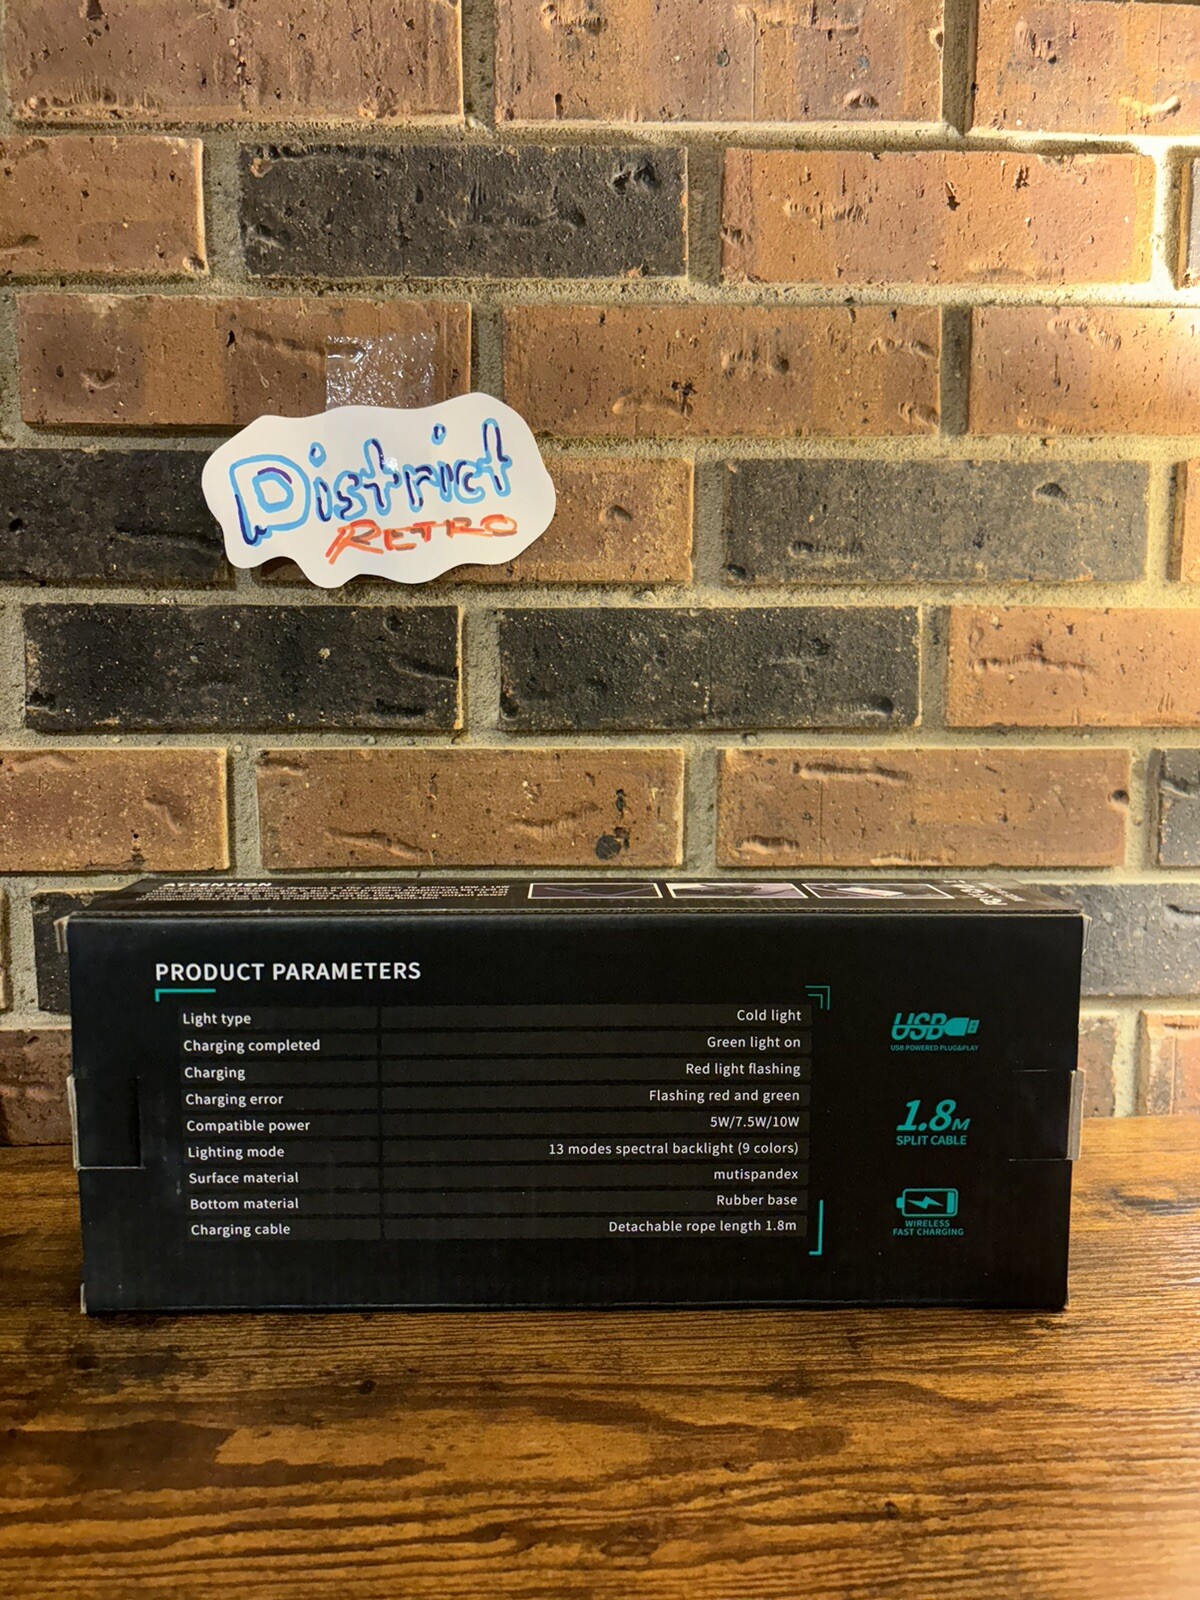 District
RETRO
ATTENTION
PRODUCT PARAMETERS
Light type Cold light
Charging completed Green light on
Charging Red light flashing
Charging error Flashing red and green
Compatible power 5W/7.5W/10W
Lighting mode 13 modes spectral backlight (9 colors)
Surface material mutispandex
Bottom material Rubber base
Charging cable Detachable rope length 1.8m
USB
USB POWERED PLUG&PLAY
1.8M
SPLIT CABLE
WIRELESS
FAST CHARGING